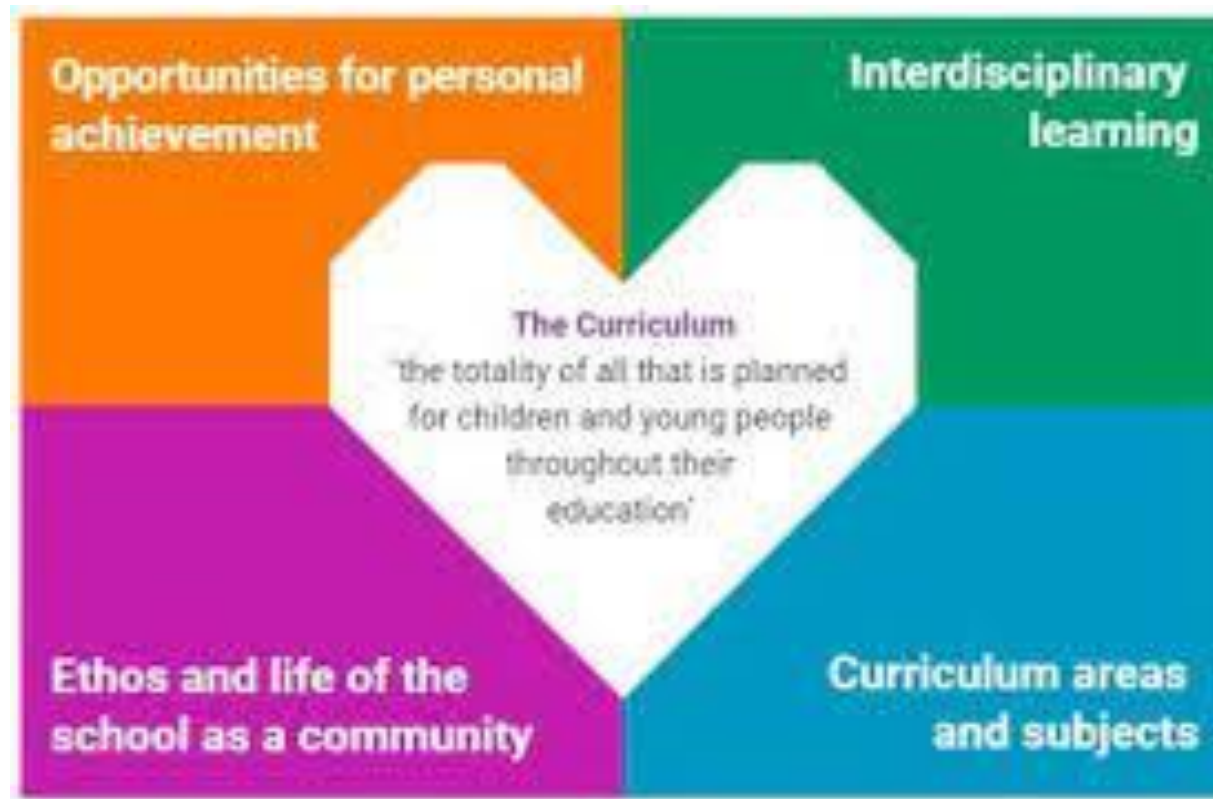 Opportunities for personal
achievement
Interdisciplinary
learning
The Curriculum
'the totality of all that is planned
for children and young people
throughout their
education'
Ethos and life of the
school as a community
Curriculum areas
and subjects